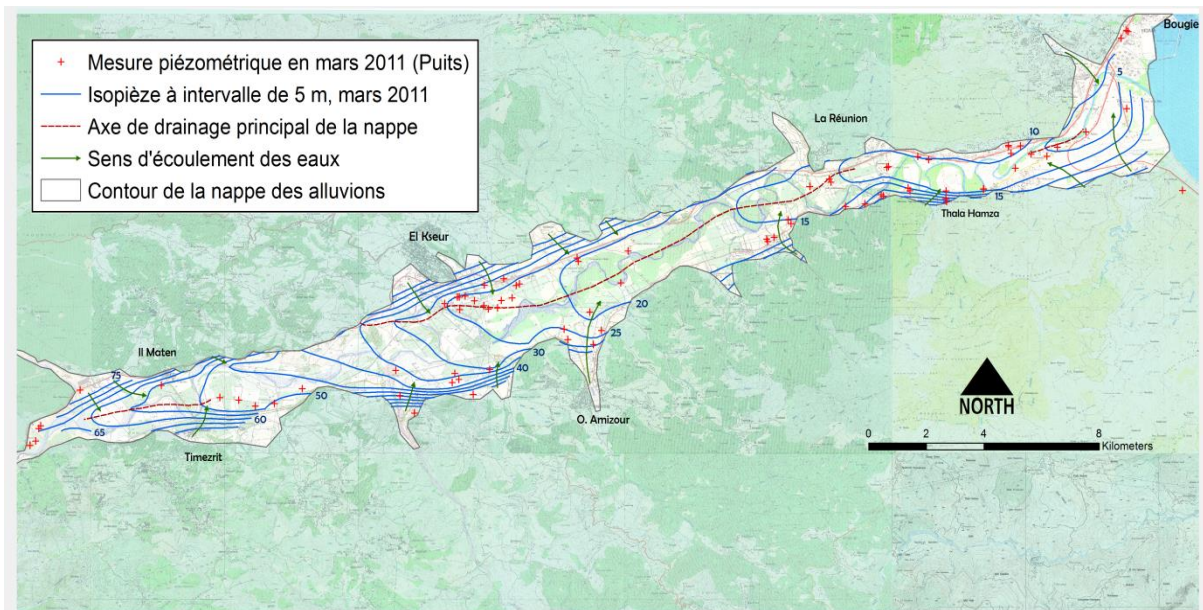 Bougie
Mesure piézométrique en mars 2011 (Puits)
Isopièze à intervalle de 5 m, mars 2011
Axe de drainage principal de la nappe
Sens d'écoulement des eaux
Contour de la nappe des alluvions
5
La Réunion
10
15
Thala Hamza
15
El Kseur
20
25
30
40
Il Maten
75
50
60
65
O. Amizour
Timezrit
NORTH
0 2 4 8
Kilometers